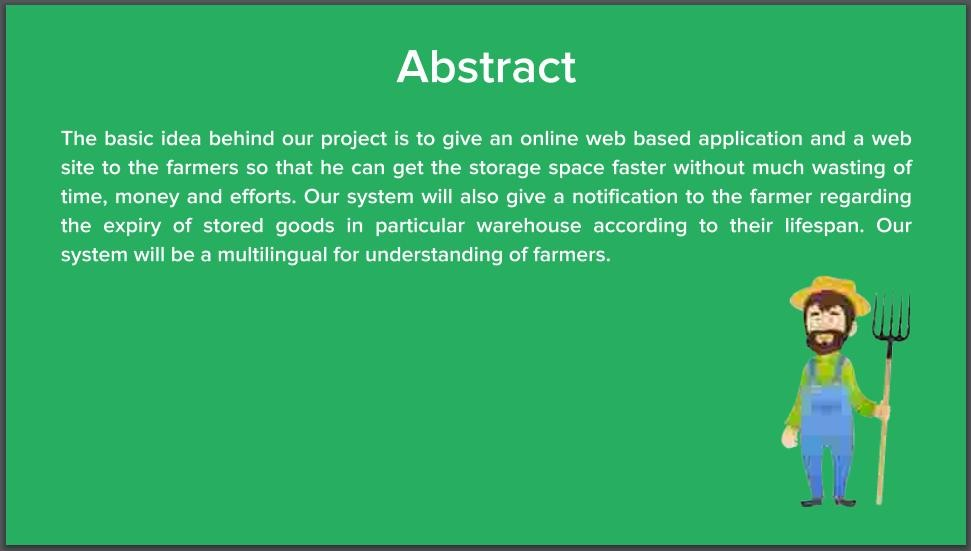 Abstract
The basic idea behind our project is to give an online web based application and a web
site to the farmers so that he can get the storage space faster without much wasting of
time, money and efforts. Our system will also give a notification to the farmer regarding
the expiry of stored goods in particular warehouse according to their lifespan. Our
system will be a multilingual for understanding of farmers.